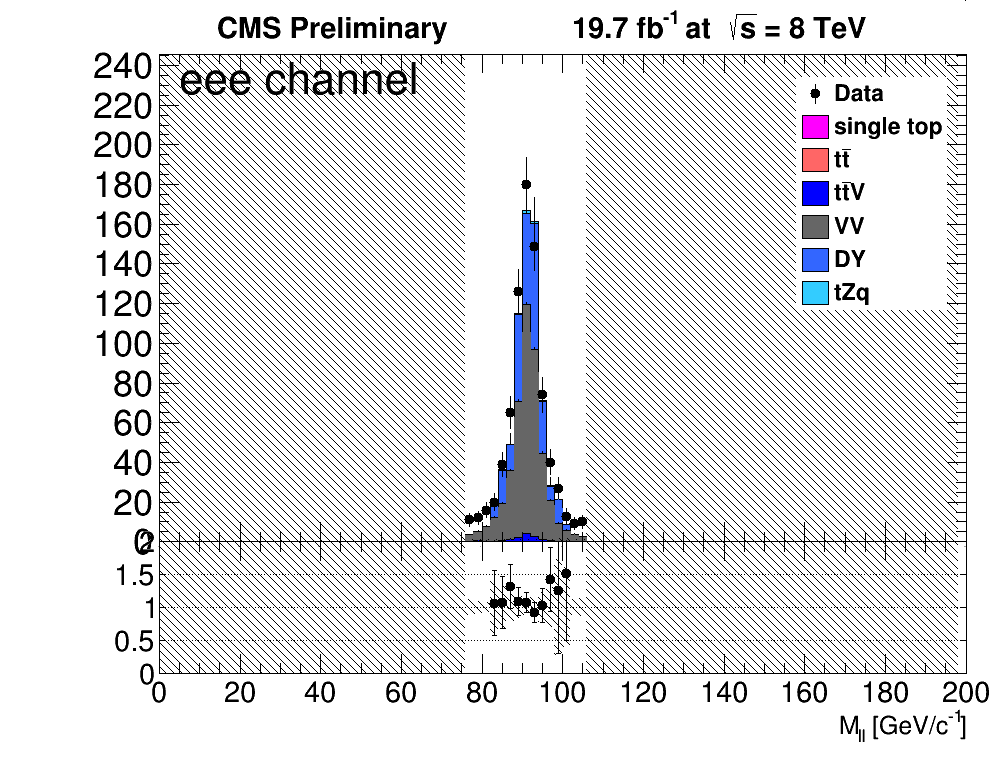 CMS Preliminary 19.7 fb⁻¹ at √s = 8 TeV
eee channel
Data
single top
tt̄
tt̄V
VV
DY
tZq
240
220
200
180
160
140
120
100
80
60
40
20
0
2
1.5
1
0.5
0
0 20 40 60 80 100 120 140 160 180 200
M_ll [GeV/c⁻¹]